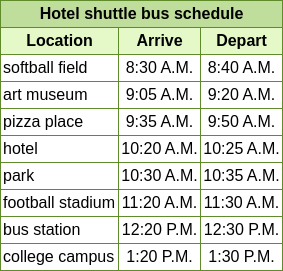 Hotel shuttle bus schedule
Location Arrive Depart
softball field 8:30 A.M. 8:40 A.M.
art museum 9:05 A.M. 9:20 A.M.
pizza place 9:35 A.M. 9:50 A.M.
hotel 10:20 A.M. 10:25 A.M.
park 10:30 A.M. 10:35 A.M.
football stadium 11:20 A.M. 11:30 A.M.
bus station 12:20 P.M. 12:30 P.M.
college campus 1:20 P.M. 1:30 P.M.